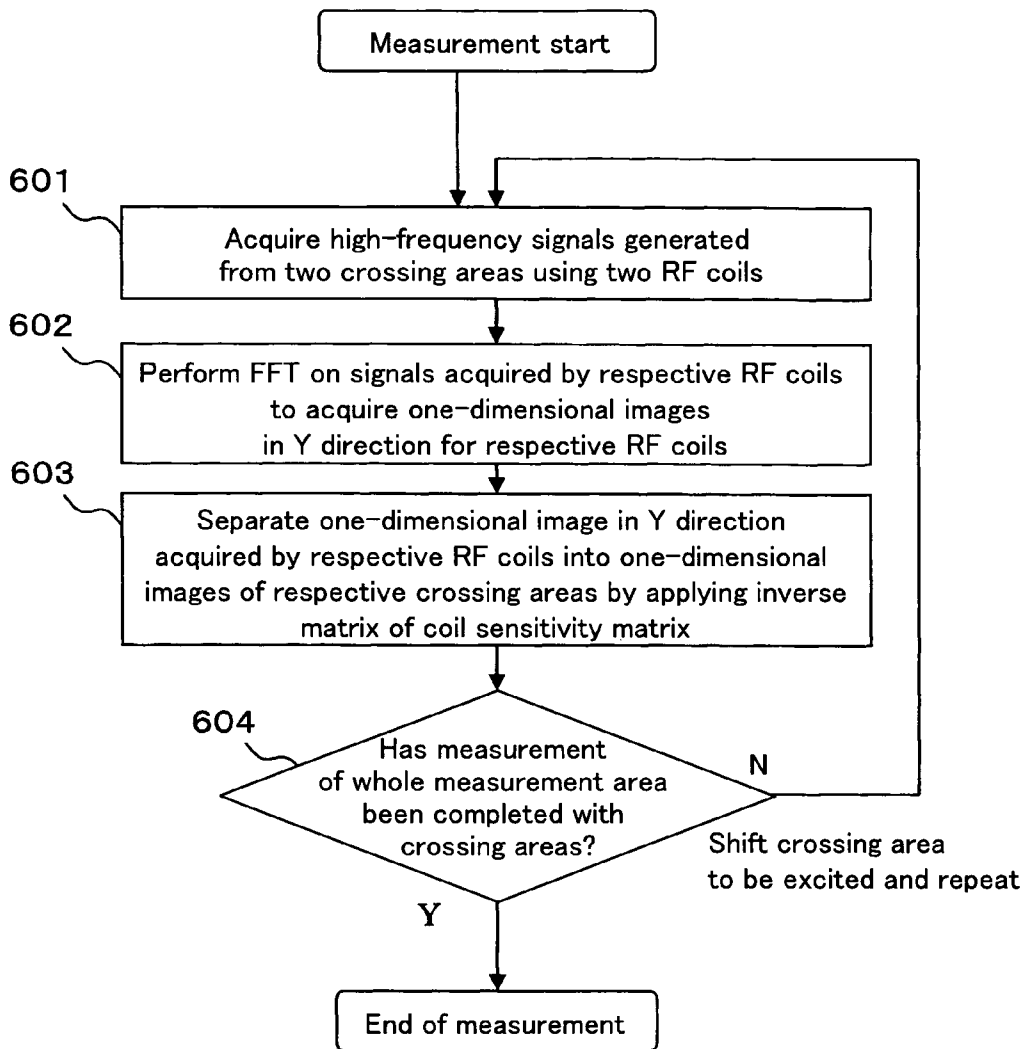 Measurement start
601
Acquire high-frequency signals generated
from two crossing areas using two RF coils
602
Perform FFT on signals acquired by respective RF coils
to acquire one-dimensional images
in Y direction for respective RF coils
603
Separate one-dimensional image in Y direction
acquired by respective RF coils into one-dimensional
images of respective crossing areas by applying inverse
matrix of coil sensitivity matrix
604
Has measurement
of whole measurement area
been completed with
crossing areas?
N
Shift crossing area
to be excited and repeat
Y
End of measurement